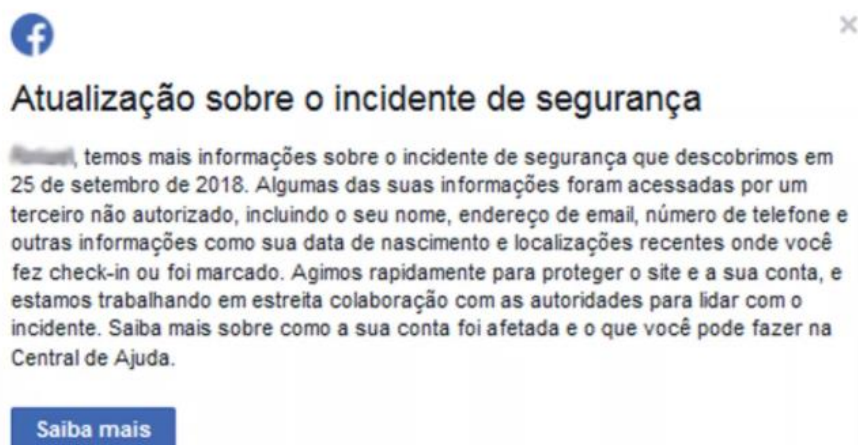 Atualização sobre o incidente de segurança
, temos mais informações sobre o incidente de segurança que descobrimos em
25 de setembro de 2018. Algumas das suas informações foram acessadas por um
terceiro não autorizado, incluindo o seu nome, endereço de email, número de telefone e
outras informações como sua data de nascimento e localizações recentes onde você
fez check-in ou foi marcado. Agimos rapidamente para proteger o site e a sua conta, e
estamos trabalhando em estreita colaboração com as autoridades para lidar com o
incidente. Saiba mais sobre como a sua conta foi afetada e o que você pode fazer na
Central de Ajuda.
Saiba mais